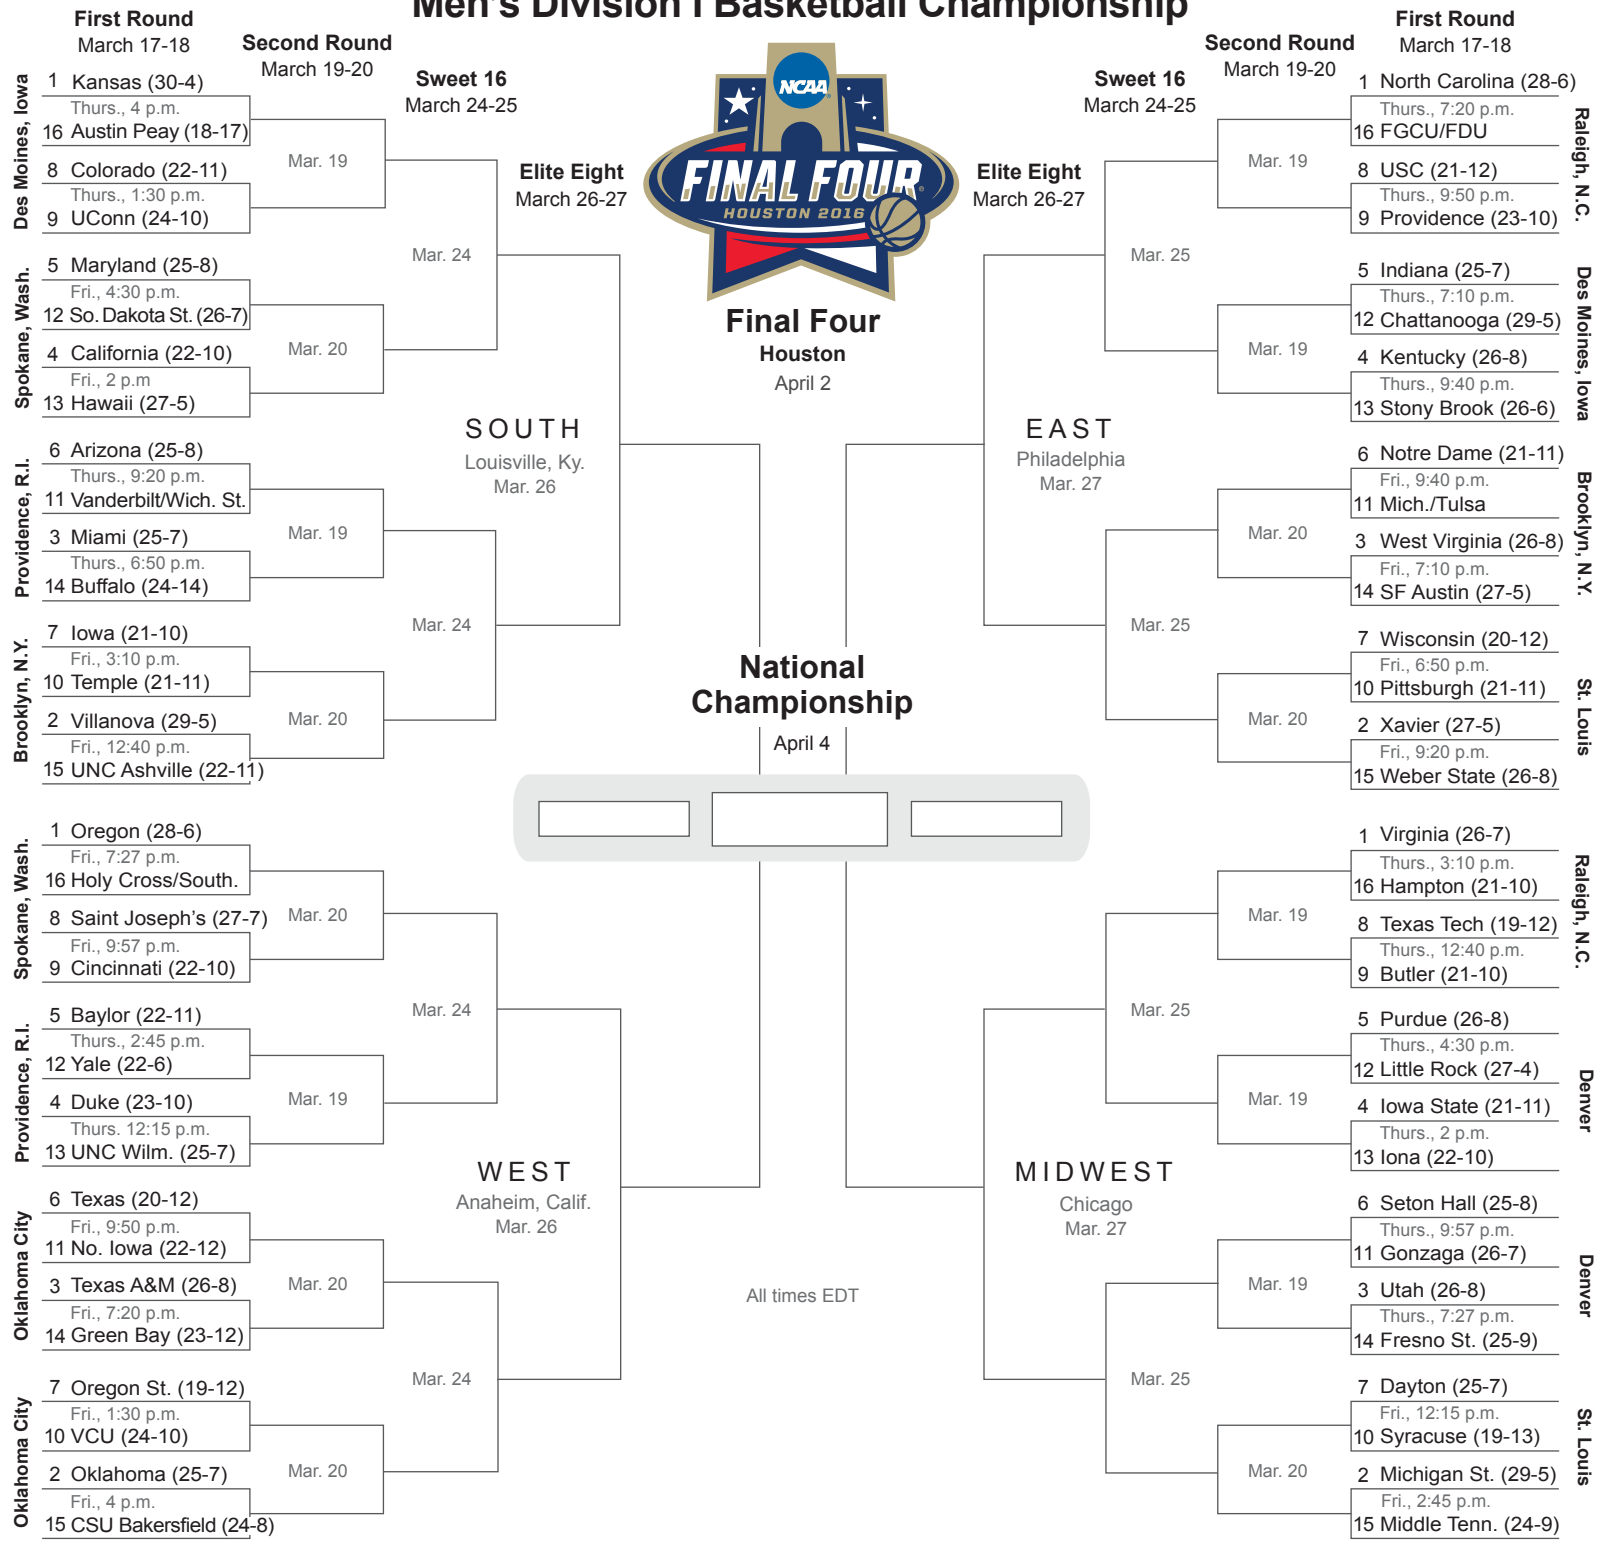 Men's Division I Basketball Championship
First Round
March 17-18
Second Round
March 19-20
Sweet 16
March 24-25
Elite Eight
March 26-27
NCAA
FINAL FOUR
HOUSTON 2016
Final Four
Houston
April 2
National
Championship
April 4
All times EDT
SOUTH
Louisville, Ky.
Mar. 26
Des Moines, Iowa
1 Kansas (30-4)
Thurs., 4 p.m.
16 Austin Peay (18-17)
8 Colorado (22-11)
Thurs., 1:30 p.m.
9 UConn (24-10)
Mar. 19
Spokane, Wash.
5 Maryland (25-8)
Fri., 4:30 p.m.
12 So. Dakota St. (26-7)
4 California (22-10)
Fri., 2 p.m
13 Hawaii (27-5)
Mar. 20
Mar. 24
Providence, R.I.
6 Arizona (25-8)
Thurs., 9:20 p.m.
11 Vanderbilt/Wich. St.
3 Miami (25-7)
Thurs., 6:50 p.m.
14 Buffalo (24-14)
Mar. 19
Brooklyn, N.Y.
7 Iowa (21-10)
Fri., 3:10 p.m.
10 Temple (21-11)
2 Villanova (29-5)
Fri., 12:40 p.m.
15 UNC Ashville (22-11)
Mar. 20
Mar. 24
WEST
Anaheim, Calif.
Mar. 26
Spokane, Wash.
1 Oregon (28-6)
Fri., 7:27 p.m.
16 Holy Cross/South.
8 Saint Joseph's (27-7)
Fri., 9:57 p.m.
9 Cincinnati (22-10)
Mar. 20
Providence, R.I.
5 Baylor (22-11)
Thurs., 2:45 p.m.
12 Yale (22-6)
4 Duke (23-10)
Thurs. 12:15 p.m.
13 UNC Wilm. (25-7)
Mar. 19
Mar. 24
Oklahoma City
6 Texas (20-12)
Fri., 9:50 p.m.
11 No. Iowa (22-12)
3 Texas A&M (26-8)
Fri., 7:20 p.m.
14 Green Bay (23-12)
Mar. 20
Oklahoma City
7 Oregon St. (19-12)
Fri., 1:30 p.m.
10 VCU (24-10)
2 Oklahoma (25-7)
Fri., 4 p.m.
15 CSU Bakersfield (24-8)
Mar. 20
Mar. 24
Elite Eight
March 26-27
Sweet 16
March 24-25
Second Round
March 19-20
First Round
March 17-18
EAST
Philadelphia
Mar. 27
Raleigh, N.C.
1 North Carolina (28-6)
Thurs., 7:20 p.m.
16 FGCU/FDU
8 USC (21-12)
Thurs., 9:50 p.m.
9 Providence (23-10)
Mar. 19
Des Moines, Iowa
5 Indiana (25-7)
Thurs., 7:10 p.m.
12 Chattanooga (29-5)
4 Kentucky (26-8)
Thurs., 9:40 p.m.
13 Stony Brook (26-6)
Mar. 19
Mar. 25
Brooklyn, N.Y.
6 Notre Dame (21-11)
Fri., 9:40 p.m.
11 Mich./Tulsa
3 West Virginia (26-8)
Fri., 7:10 p.m.
14 SF Austin (27-5)
Mar. 20
St. Louis
7 Wisconsin (20-12)
Fri., 6:50 p.m.
10 Pittsburgh (21-11)
2 Xavier (27-5)
Fri., 9:20 p.m.
15 Weber State (26-8)
Mar. 20
Mar. 25
MIDWEST
Chicago
Mar. 27
Raleigh, N.C.
1 Virginia (26-7)
Thurs., 3:10 p.m.
16 Hampton (21-10)
8 Texas Tech (19-12)
Thurs., 12:40 p.m.
9 Butler (21-10)
Mar. 19
Denver
5 Purdue (26-8)
Thurs., 4:30 p.m.
12 Little Rock (27-4)
4 Iowa State (21-11)
Thurs., 2 p.m.
13 Iona (22-10)
Mar. 19
Mar. 25
Denver
6 Seton Hall (25-8)
Thurs., 9:57 p.m.
11 Gonzaga (26-7)
3 Utah (26-8)
Thurs., 7:27 p.m.
14 Fresno St. (25-9)
Mar. 19
St. Louis
7 Dayton (25-7)
Fri., 12:15 p.m.
10 Syracuse (19-13)
2 Michigan St. (29-5)
Fri., 2:45 p.m.
15 Middle Tenn. (24-9)
Mar. 20
Mar. 25